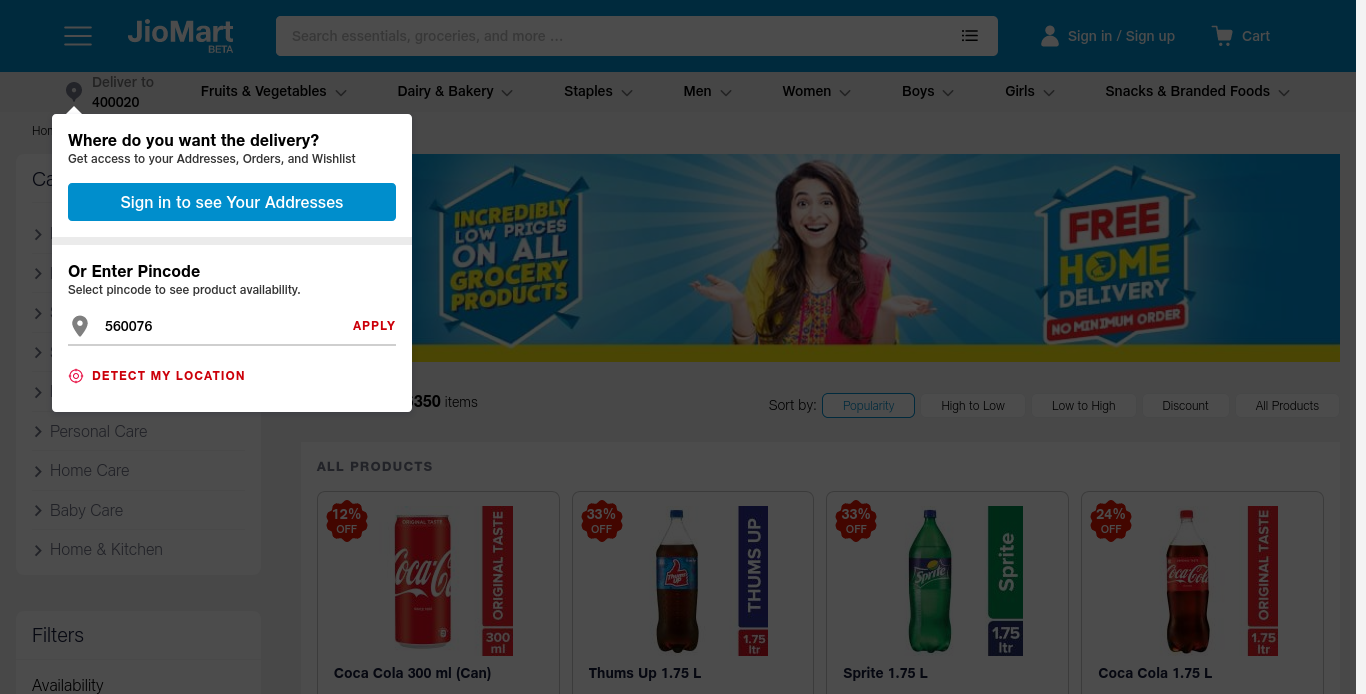 JioMart
BETA
Search essentials, groceries, and more ...
Sign in / Sign up
Cart
Deliver to
400020
Fruits & Vegetables
Dairy & Bakery
Staples
Men
Women
Boys
Girls
Snacks & Branded Foods
Where do you want the delivery?
Get access to your Addresses, Orders, and Wishlist
Sign in to see Your Addresses
Or Enter Pincode
Select pincode to see product availability.
560076
APPLY
DETECT MY LOCATION
INCREDIBLY
LOW PRICES
ON ALL
GROCERY
PRODUCTS
FREE
HOME
DELIVERY
NO MINIMUM ORDER
items
Sort by:
Popularity
High to Low
Low to High
Discount
All Products
Personal Care
Home Care
Baby Care
Home & Kitchen
Filters
Availability
ALL PRODUCTS
12%
OFF
ORIGINAL TASTE
Coca-Cola
ORIGINAL TASTE
300
ml
Coca Cola 300 ml (Can)
33%
OFF
Thums Up
THUMS UP
1.75
ltr
Thums Up 1.75 L
33%
OFF
Sprite
Sprite
1.75
ltr
Sprite 1.75 L
24%
OFF
Coca-Cola
ORIGINAL TASTE
1.75
ltr
Coca Cola 1.75 L